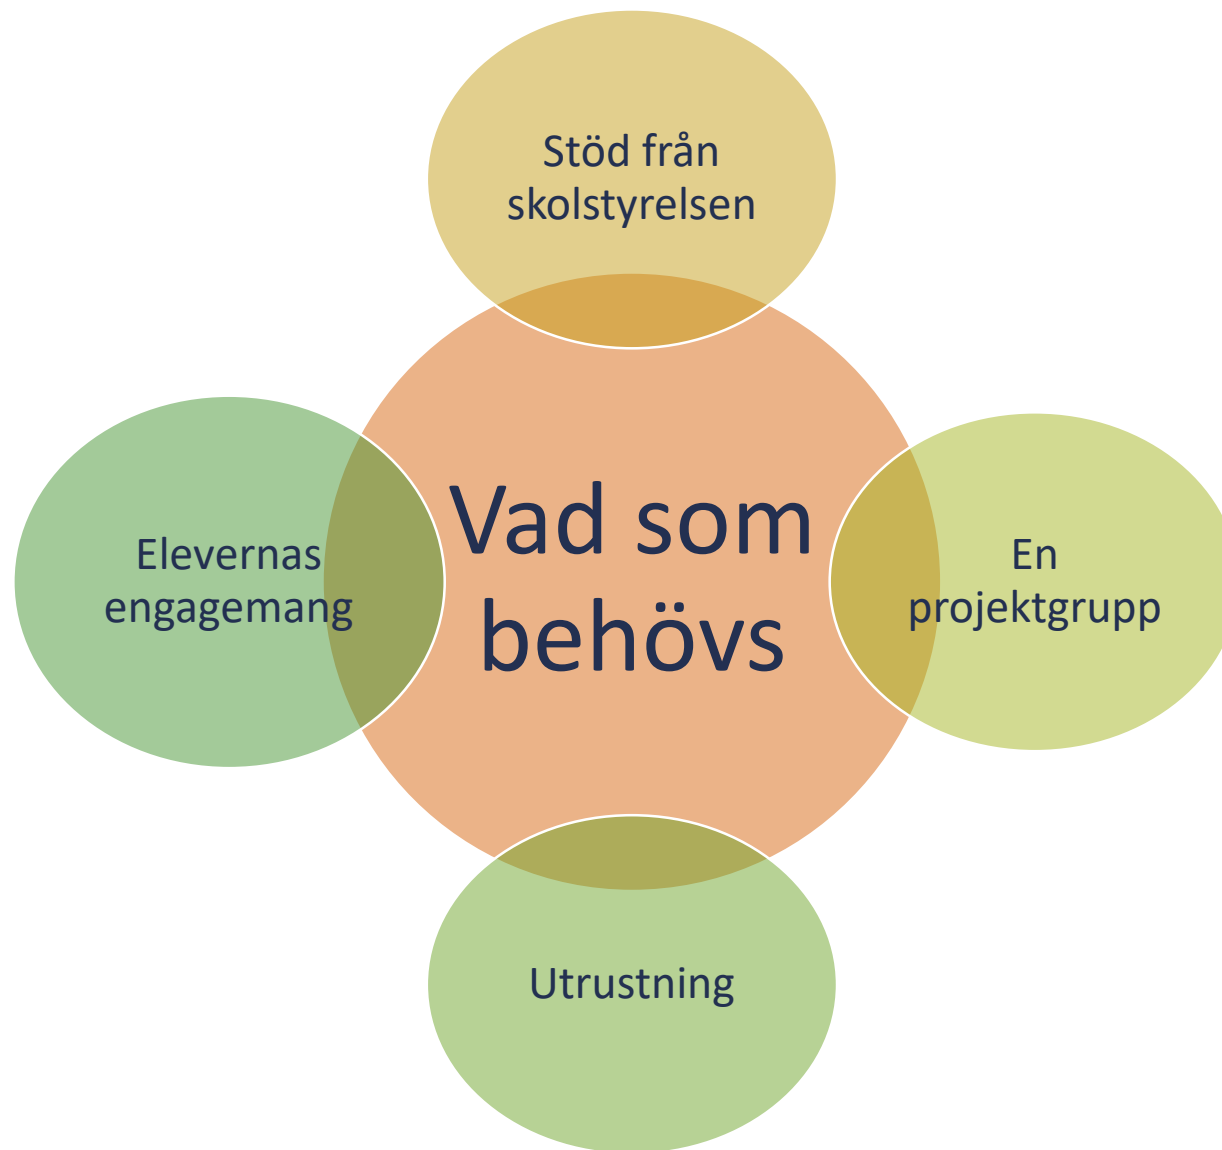 Stöd från
skolstyrelsen
Vad som
behövs
Elevernas
engagemang
En
projektgrupp
Utrustning